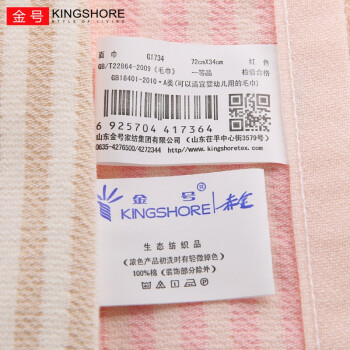 金号 KINGSHORE
STYLE OF LIVING
面 巾 G1734 72cmX34cm 红 色
GB/T22864-2009《毛巾》 一等品 检验合格
GB18401-2010·A类(可以适宜婴幼儿用的毛巾)
6 925704 417364
山东金号家纺集团有限公司 (山东茌平中心街3579号)
0635-4276500/4272344 http://www.kingshoretex.com
金 号 ®
KINGSHORE
生态纺织品
(深色产品初洗时有轻微掉色)
100%棉 (装饰部分除外)